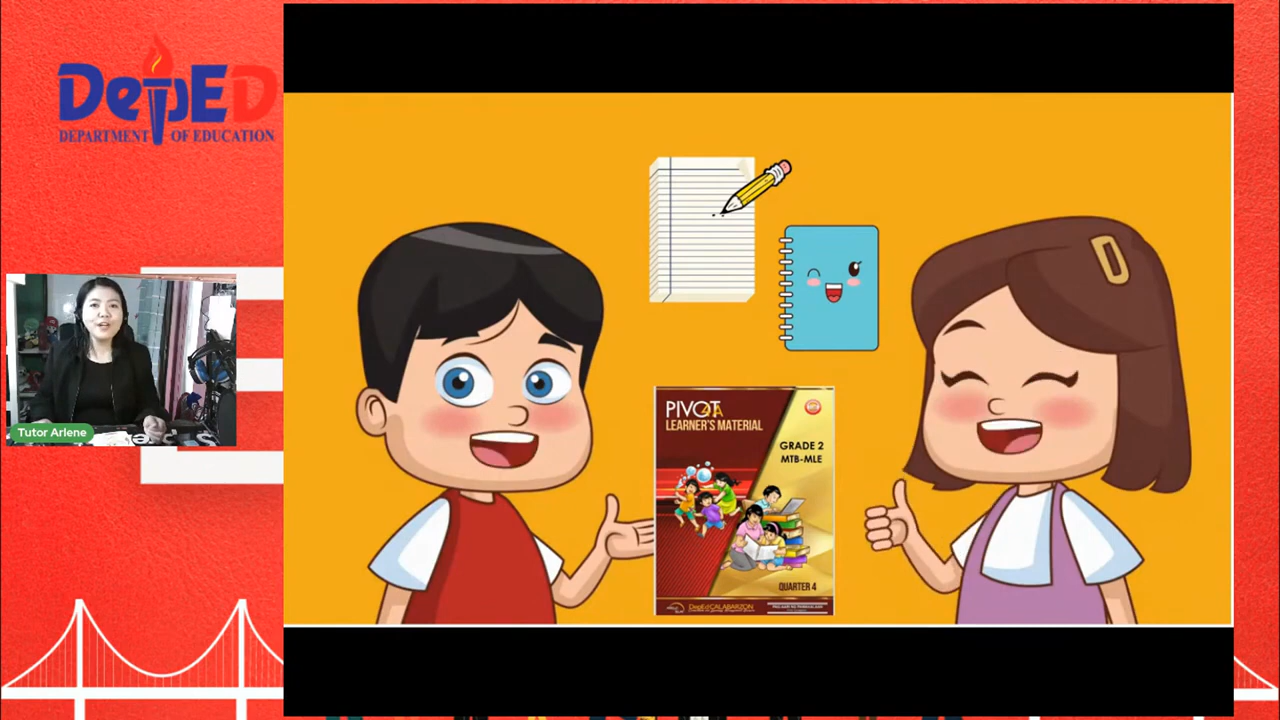 DepED
DEPARTMENT OF EDUCATION
Tutor Arlene
PIVOT 4A
LEARNER'S MATERIAL
GRADE 2
MTB-MLE
QUARTER 4
DepEd CALABARZON